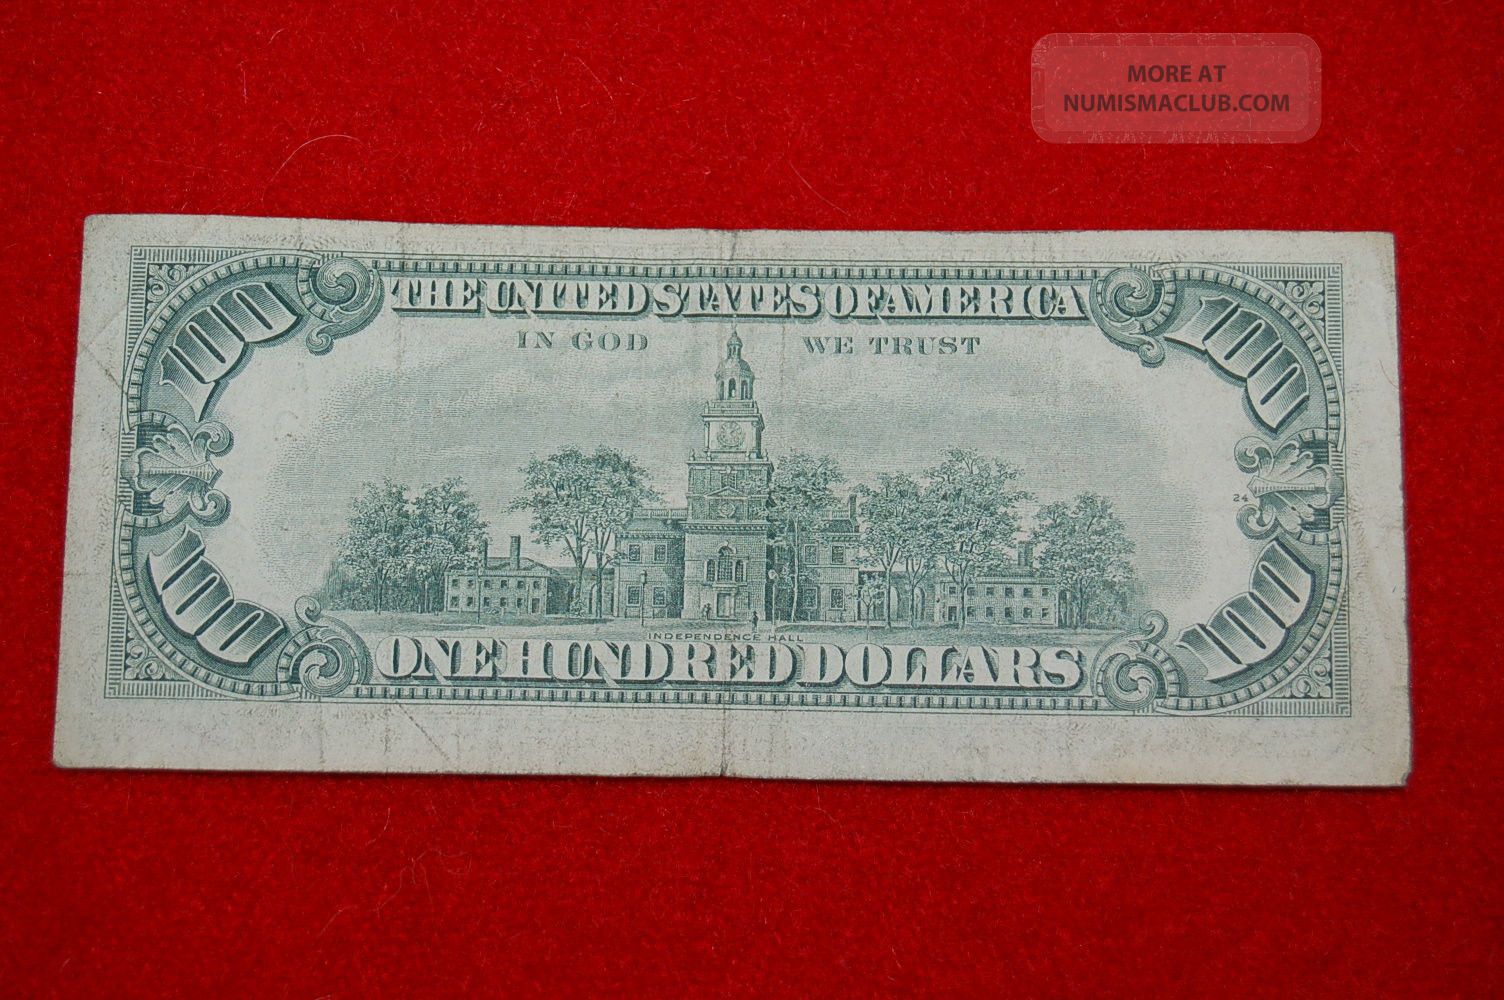 MORE AT
NUMISMACLUB.COM
100 THE UNITED STATES OF AMERICA 100
IN GOD WE TRUST
24
INDEPENDENCE HALL
100 ONE HUNDRED DOLLARS 100